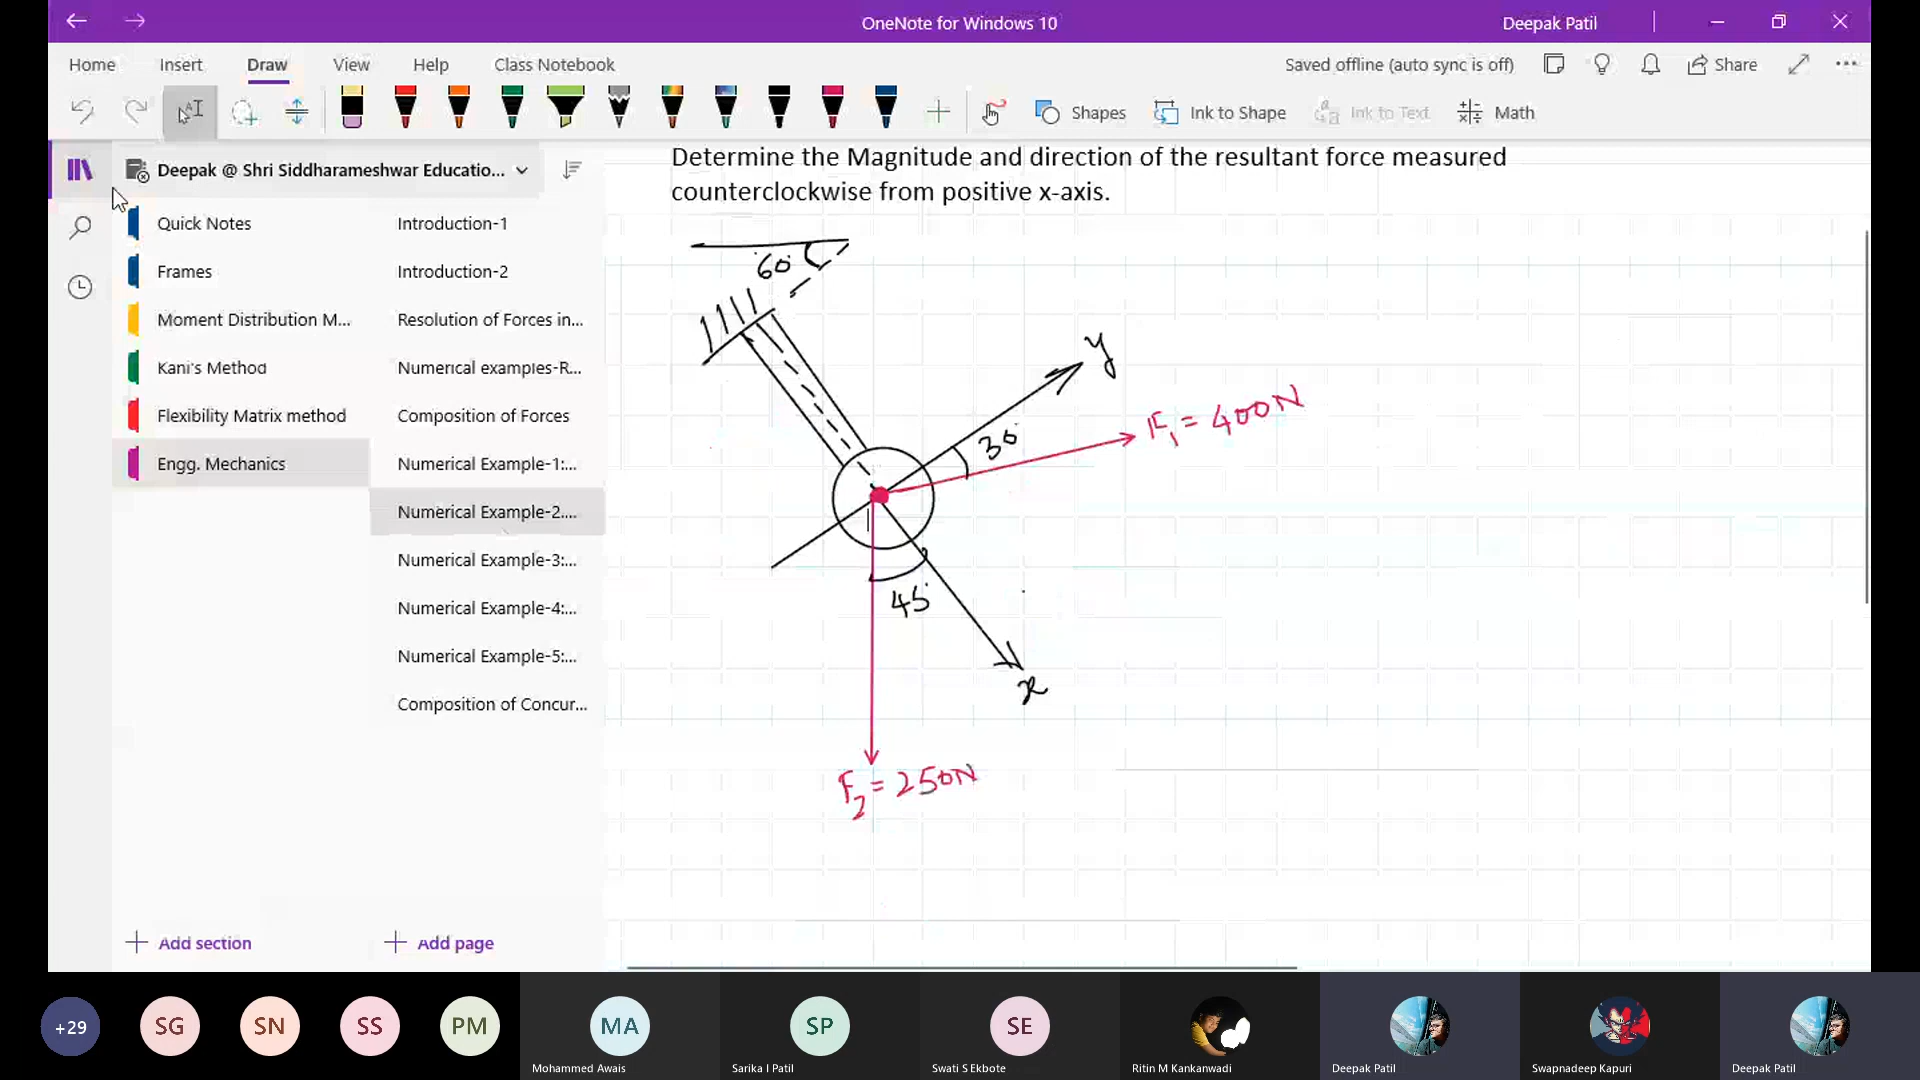 OneNote for Windows 10
Deepak Patil
Home Insert Draw View Help Class Notebook
Saved offline (auto sync is off)
Share
Shapes
Ink to Shape
Ink to Text
Math
Deepak @ Shri Siddharameshwar Educatio...
Quick Notes
Frames
Moment Distribution M...
Kani's Method
Flexibility Matrix method
Engg. Mechanics
Add section
Introduction-1
Introduction-2
Resolution of Forces in...
Numerical examples-R...
Composition of Forces
Numerical Example-1:...
Numerical Example-2....
Numerical Example-3:...
Numerical Example-4:...
Numerical Example-5:...
Composition of Concur...
Add page
Determine the Magnitude and direction of the resultant force measured
counterclockwise from positive x-axis.
60°
y
30°
F₁ = 400N
45°
x
F₂ = 250N
+29
SG
SN
SS
PM
MA
SP
SE
Mohammed Awais
Sarika I Patil
Swati S Ekbote
Ritin M Kankanwadi
Deepak Patil
Swapnadeep Kapuri
Deepak Patil